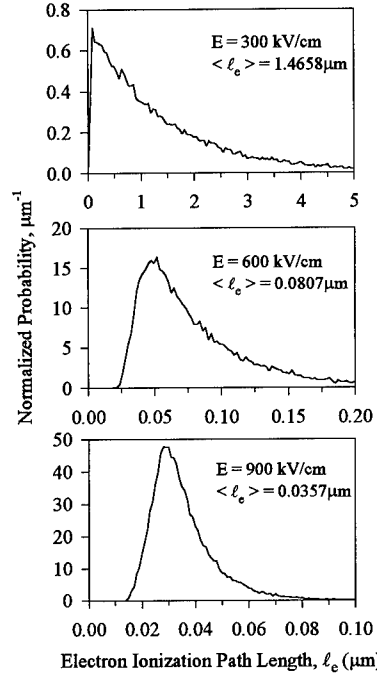 Normalized Probability, μm⁻¹
0.8
0.6
0.4
0.2
0.0
E = 300 kV/cm
< ℓₑ > = 1.4658μm
0 1 2 3 4 5
20
15
10
5
0
E = 600 kV/cm
< ℓₑ > = 0.0807μm
0.00 0.05 0.10 0.15 0.20
50
40
30
20
10
0
E = 900 kV/cm
< ℓₑ > = 0.0357μm
0.00 0.02 0.04 0.06 0.08 0.10
Electron Ionization Path Length, ℓₑ (μm)